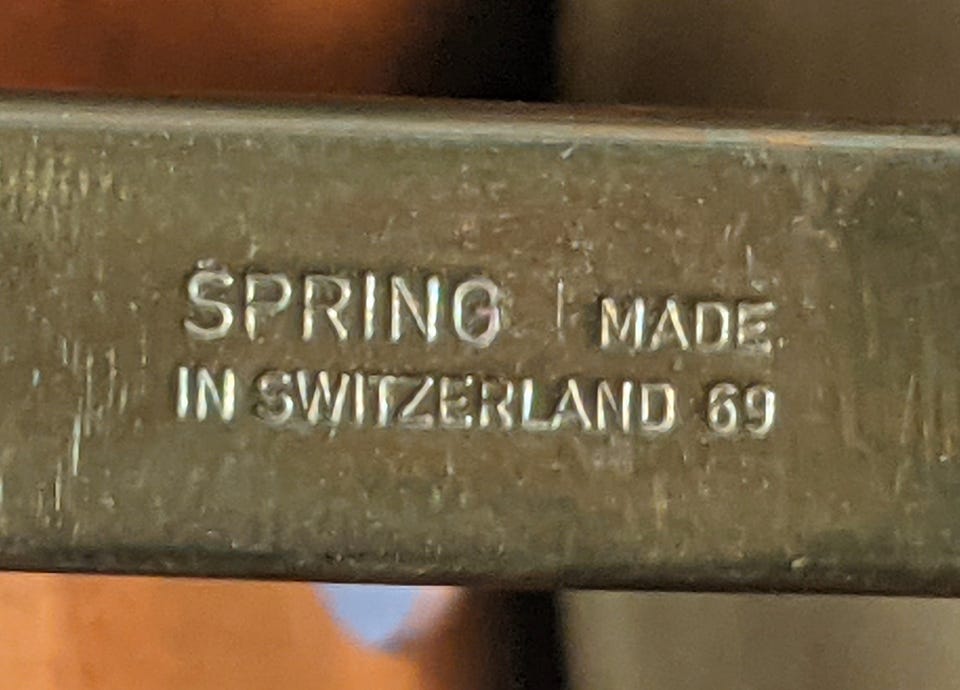 SPRING MADE
IN SWITZERLAND 69